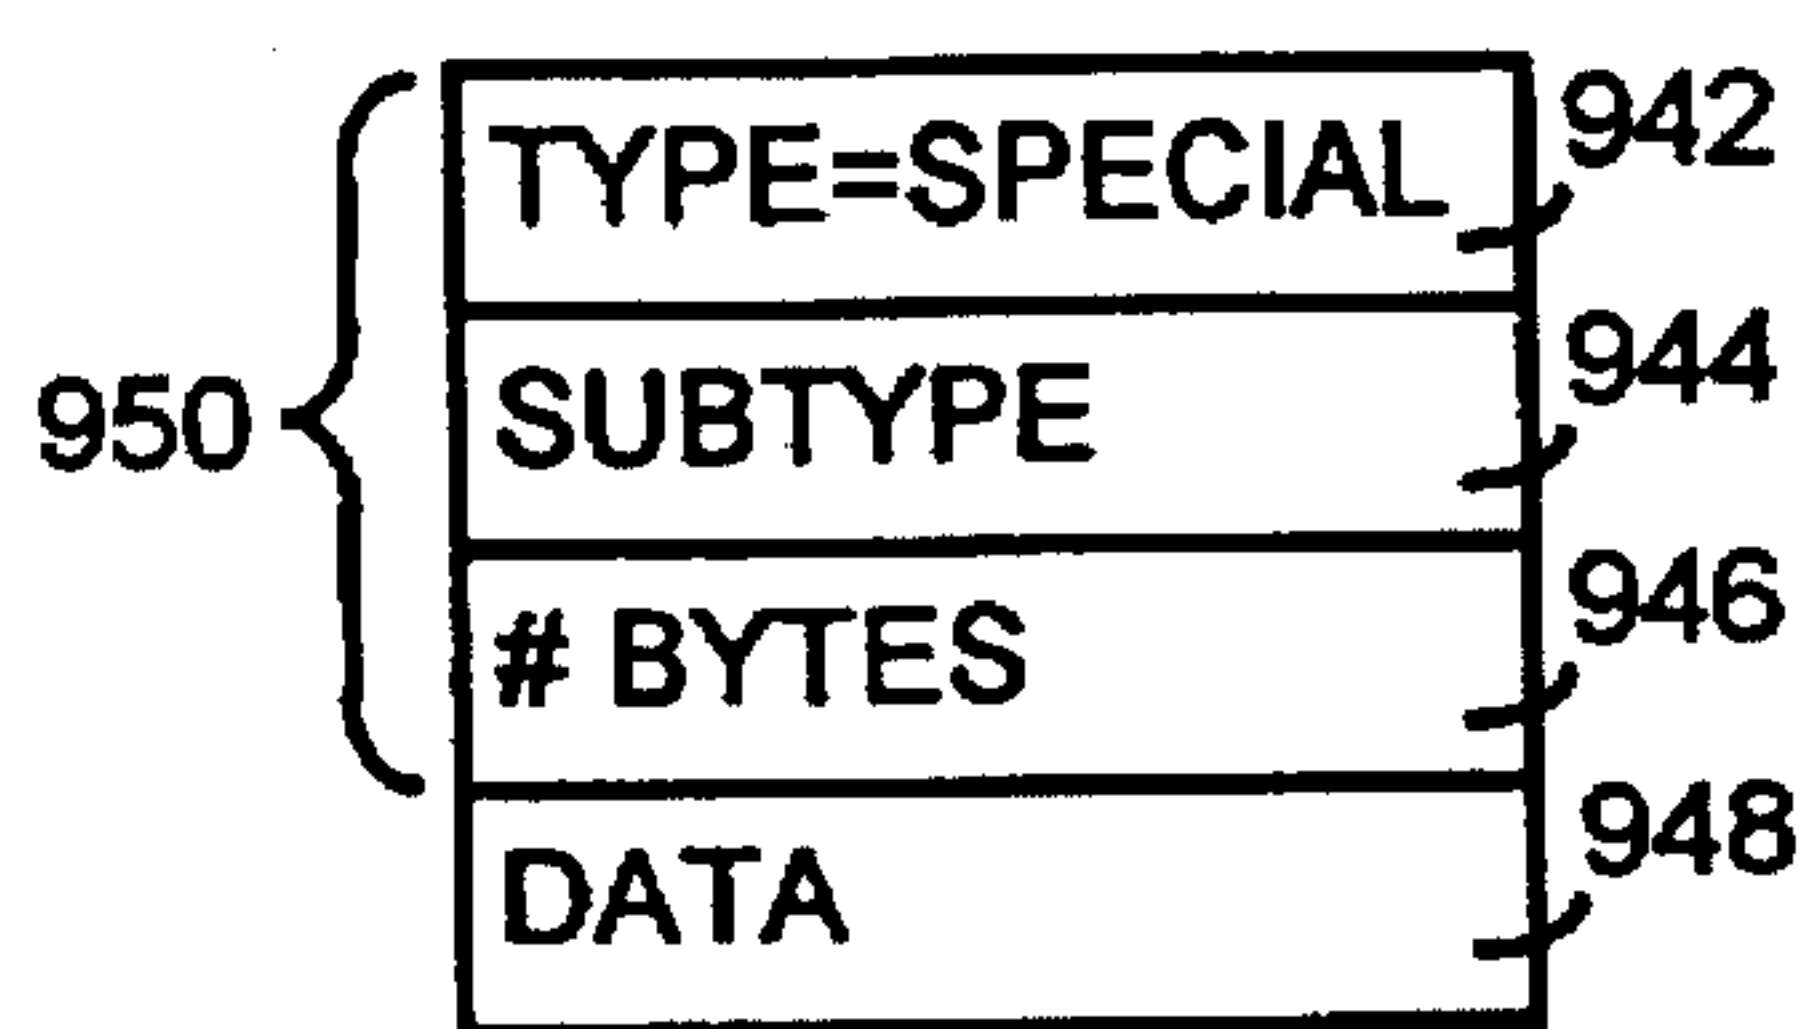 TYPE=SPECIAL 942
SUBTYPE 944
950
# BYTES 946
DATA 948